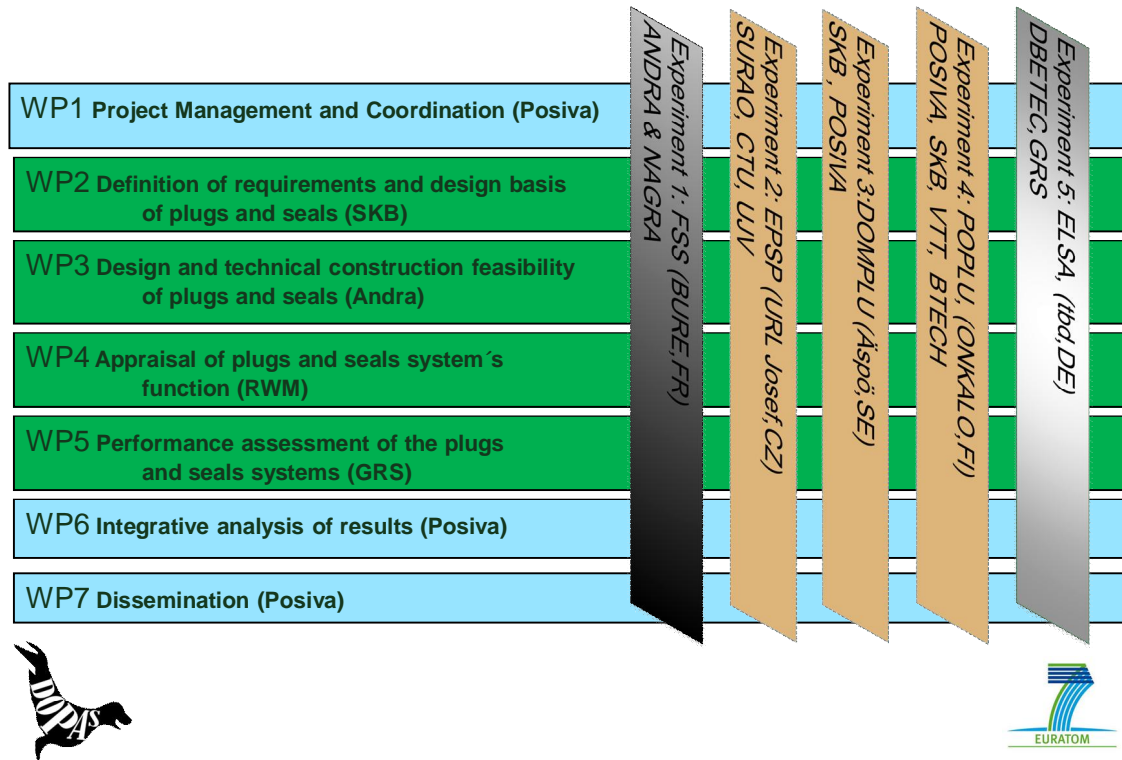 WP1 Project Management and Coordination (Posiva)
WP2 Definition of requirements and design basis
of plugs and seals (SKB)
WP3 Design and technical construction feasibility
of plugs and seals (Andra)
WP4 Appraisal of plugs and seals system´s
function (RWM)
WP5 Performance assessment of the plugs
and seals systems (GRS)
WP6 Integrative analysis of results (Posiva)
WP7 Dissemination (Posiva)
Experiment 1: FSS (BURE,FR)
ANDRA & NAGRA
Experiment 2: EPSP (URL Josef,CZ)
SURAO, CTU, UJV
Experiment 3:DOMPLU (Äspö,SE)
SKB , POSIVA
Experiment 4: POPLU, (ONKALO,FI)
POSIVA, SKB, VTT, BTECH
Experiment 5: ELSA, (tbd,DE)
DBETEC,GRS
DOPAS
7
EURATOM